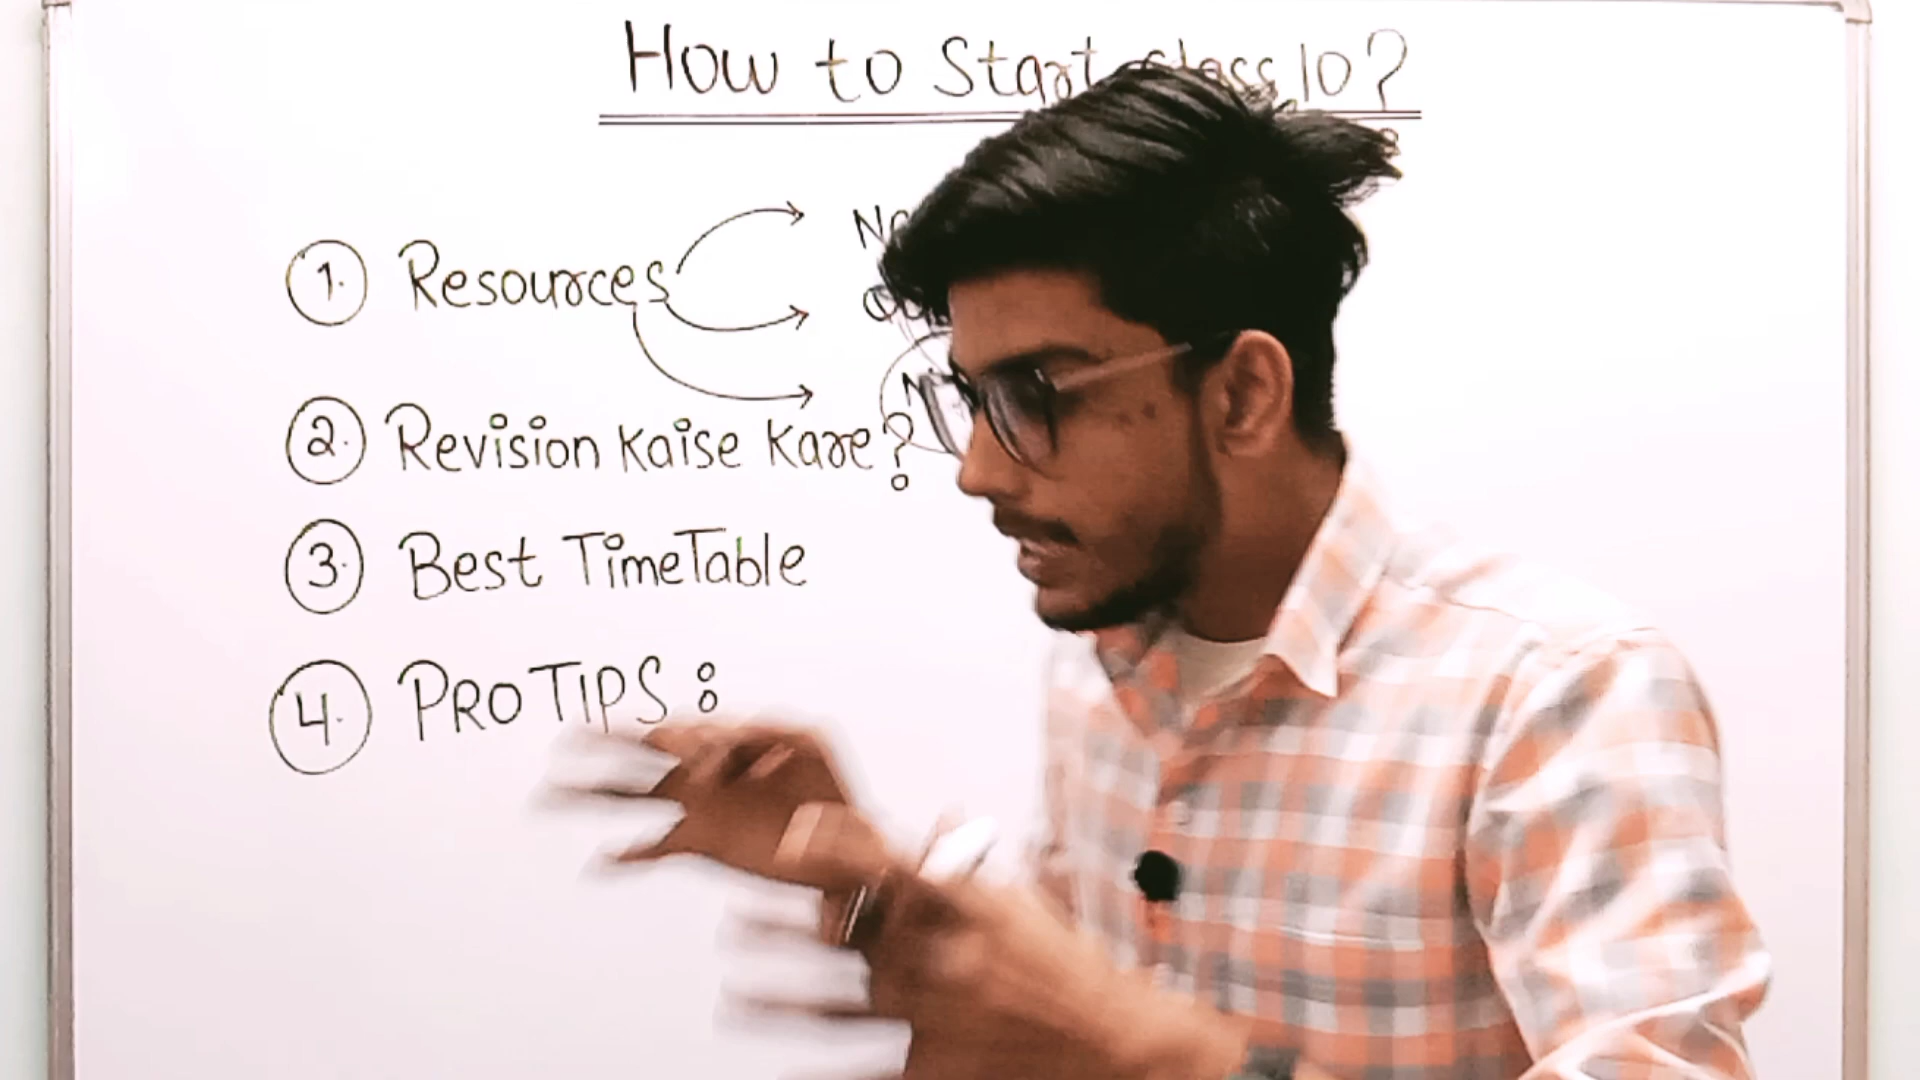 How to Start Class 10?
1. Resources
2. Revision Kaise Kare?
3. Best TimeTable
4. PRO TIPS: